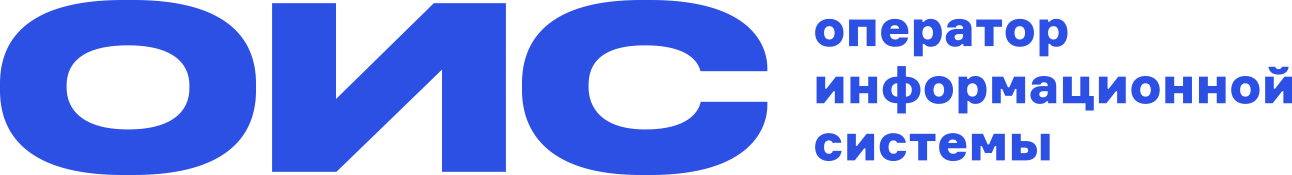 ОИС
оператор
информационной
системы